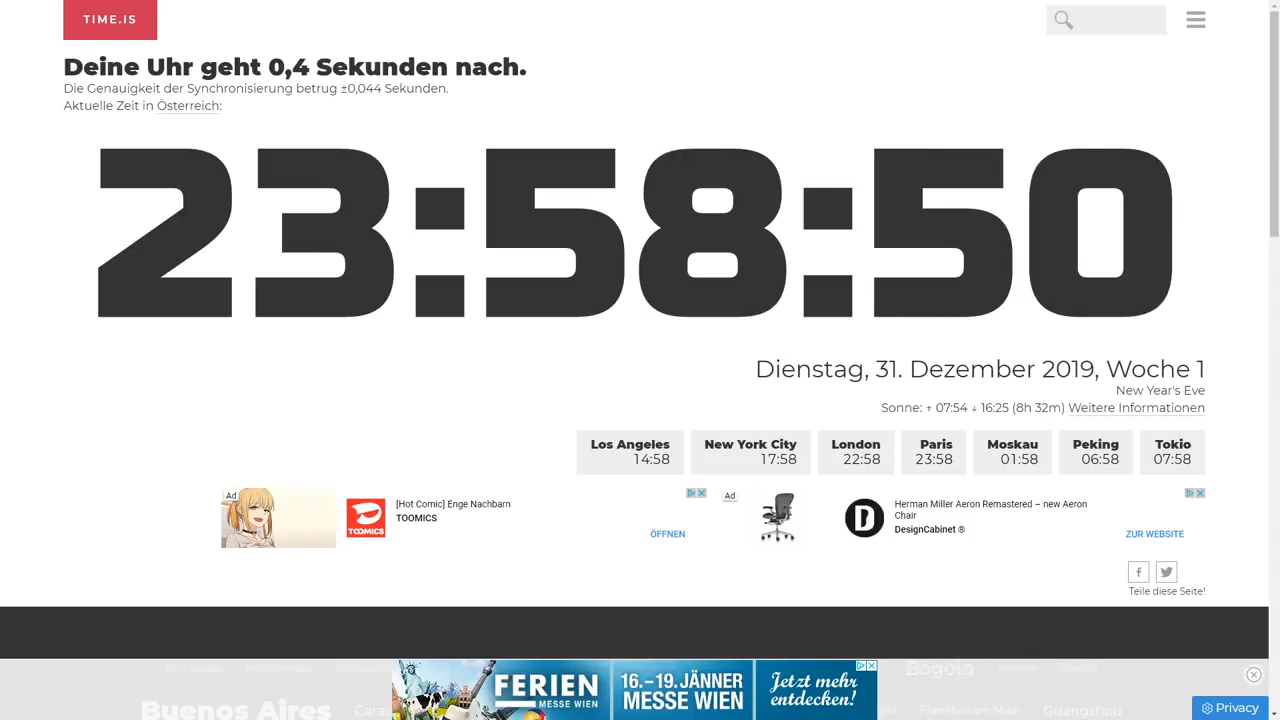 TIME.IS
Deine Uhr geht 0,4 Sekunden nach.
Die Genauigkeit der Synchronisierung betrug ±0,044 Sekunden.
Aktuelle Zeit in Österreich:
23:58:50
Dienstag, 31. Dezember 2019, Woche 1
New Year's Eve
Sonne: ↑ 07:54 ↓ 16:25 (8h 32m) Weitere Informationen
Los Angeles New York City London Paris Moskau Peking Tokio
14:58 17:58 22:58 23:58 01:58 06:58 07:58
Ad
[Hot Comic] Enge Nachbarn
TOOMICS
TOOMICS
ÖFFNEN
Ad
D
Herman Miller Aeron Remastered – new Aeron
Chair
DesignCabinet ®
ZUR WEBSITE
Teile diese Seite!
Bogota
FERIEN
MESSE WIEN
16.–19. JÄNNER
MESSE WIEN
Jetzt mehr
entdecken!
Buenos Aires
Frankfurt am Main
Guangzhou
Privacy